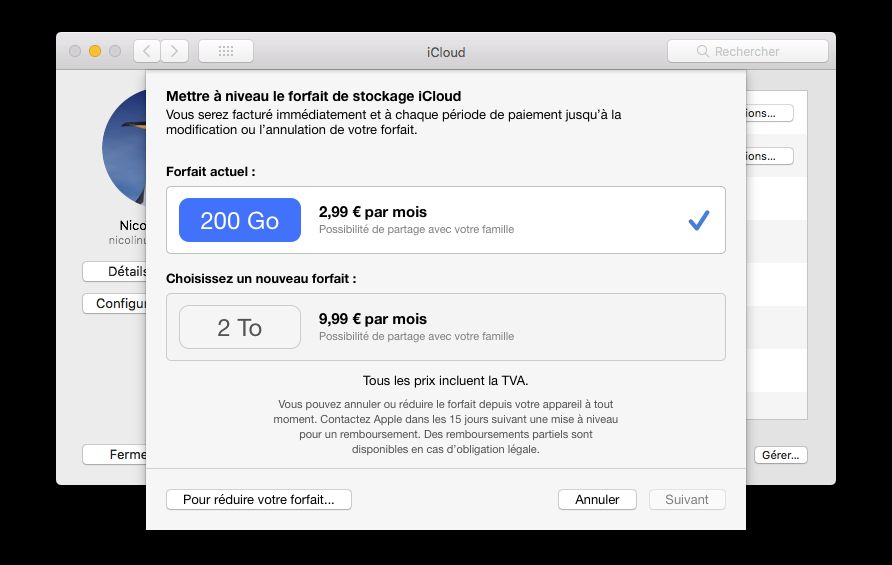 iCloud
Rechercher
Mettre à niveau le forfait de stockage iCloud
Vous serez facturé immédiatement et à chaque période de paiement jusqu'à la
modification ou l'annulation de votre forfait.
Forfait actuel :
200 Go
2,99 € par mois
Possibilité de partage avec votre famille
Choisissez un nouveau forfait :
2 To
9,99 € par mois
Possibilité de partage avec votre famille
Tous les prix incluent la TVA.
Vous pouvez annuler ou réduire le forfait depuis votre appareil à tout
moment. Contactez Apple dans les 15 jours suivant une mise à niveau
pour un remboursement. Des remboursements partiels sont
disponibles en cas d'obligation légale.
Pour réduire votre forfait...
Annuler
Suivant
Nico
nicolinu
Détails
Configu
Ferme
ions...
ions...
Gérer...